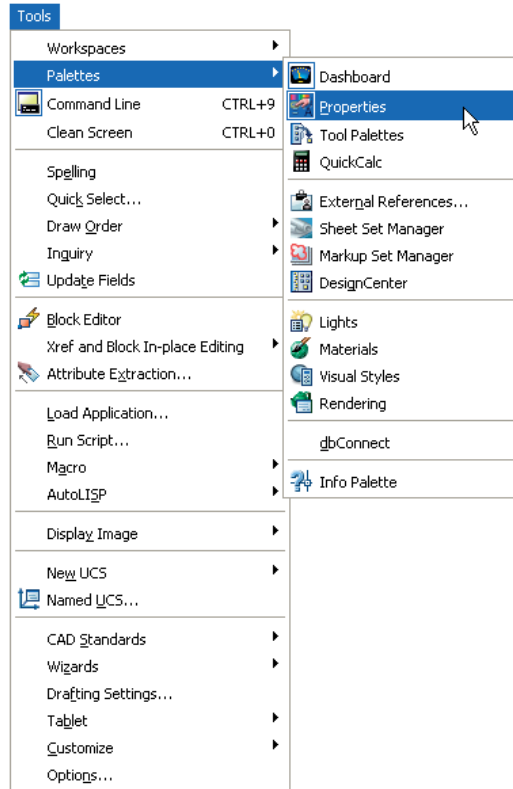 Tools
Workspaces
Palettes
Command Line CTRL+9
Clean Screen CTRL+0
Spelling
Quick Select...
Draw Order
Inquiry
Update Fields
Block Editor
Xref and Block In-place Editing
Attribute Extraction...
Load Application...
Run Script...
Macro
AutoLISP
Display Image
New UCS
Named UCS...
CAD Standards
Wizards
Drafting Settings...
Tablet
Customize
Options...
Dashboard
Properties
Tool Palettes
QuickCalc
External References...
Sheet Set Manager
Markup Set Manager
DesignCenter
Lights
Materials
Visual Styles
Rendering
dbConnect
Info Palette